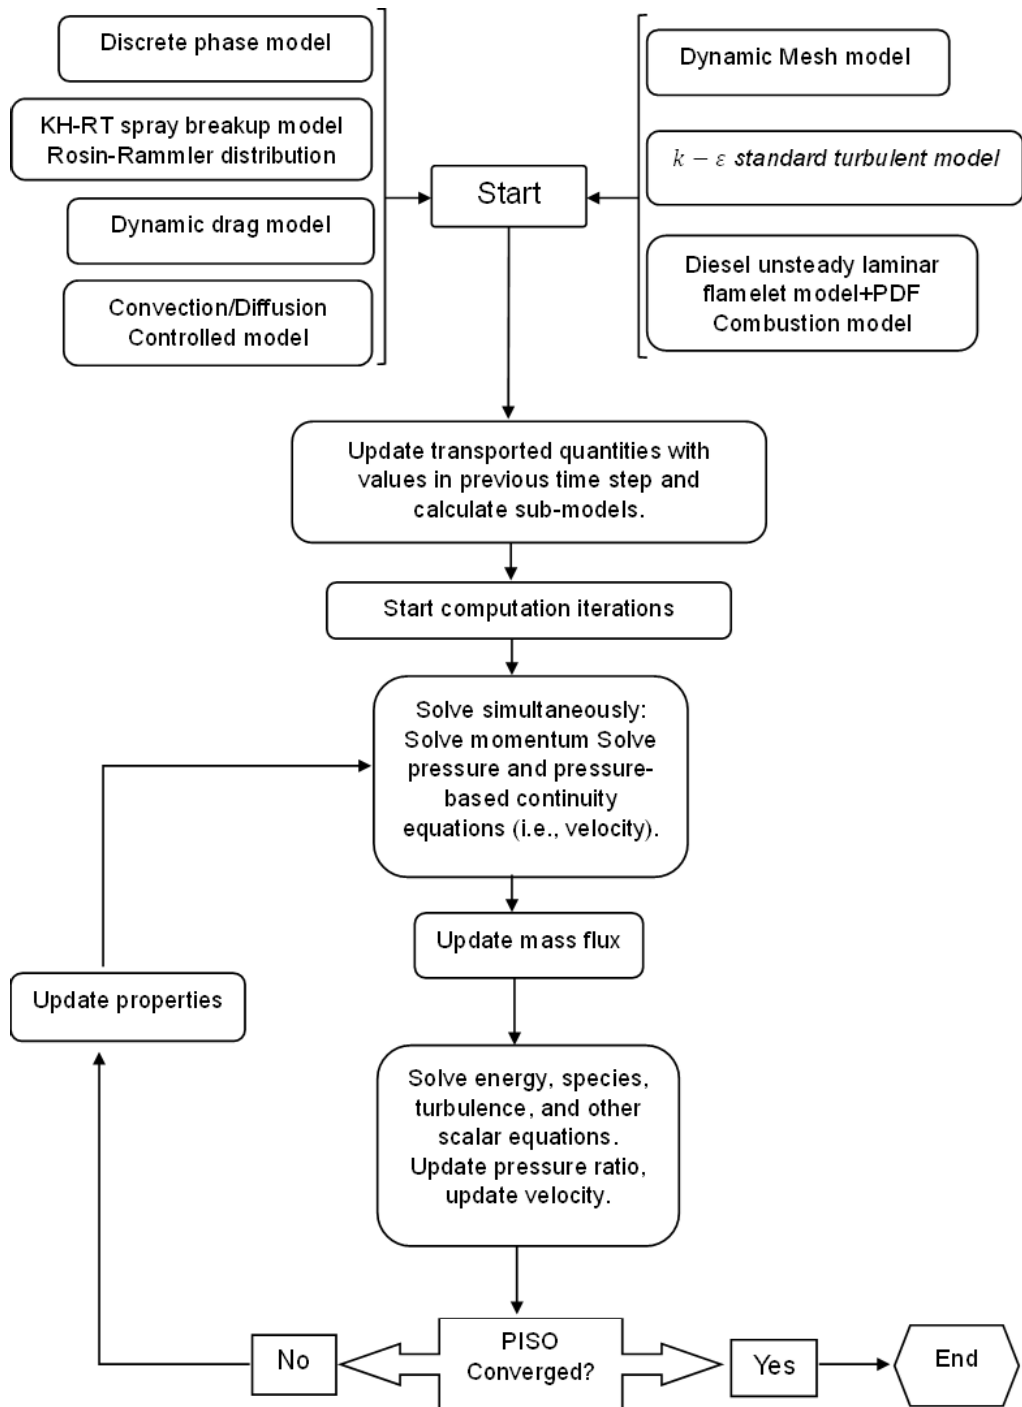 Discrete phase model
KH-RT spray breakup model
Rosin-Rammler distribution
Dynamic drag model
Convection/Diffusion
Controlled model
Start
Dynamic Mesh model
k − ε standard turbulent model
Diesel unsteady laminar
flamelet model+PDF
Combustion model
Update transported quantities with
values in previous time step and
calculate sub-models.
Start computation iterations
Solve simultaneously:
Solve momentum Solve
pressure and pressure-
based continuity
equations (i.e., velocity).
Update mass flux
Update properties
Solve energy, species,
turbulence, and other
scalar equations.
Update pressure ratio,
update velocity.
PISO
Converged?
No
Yes
End